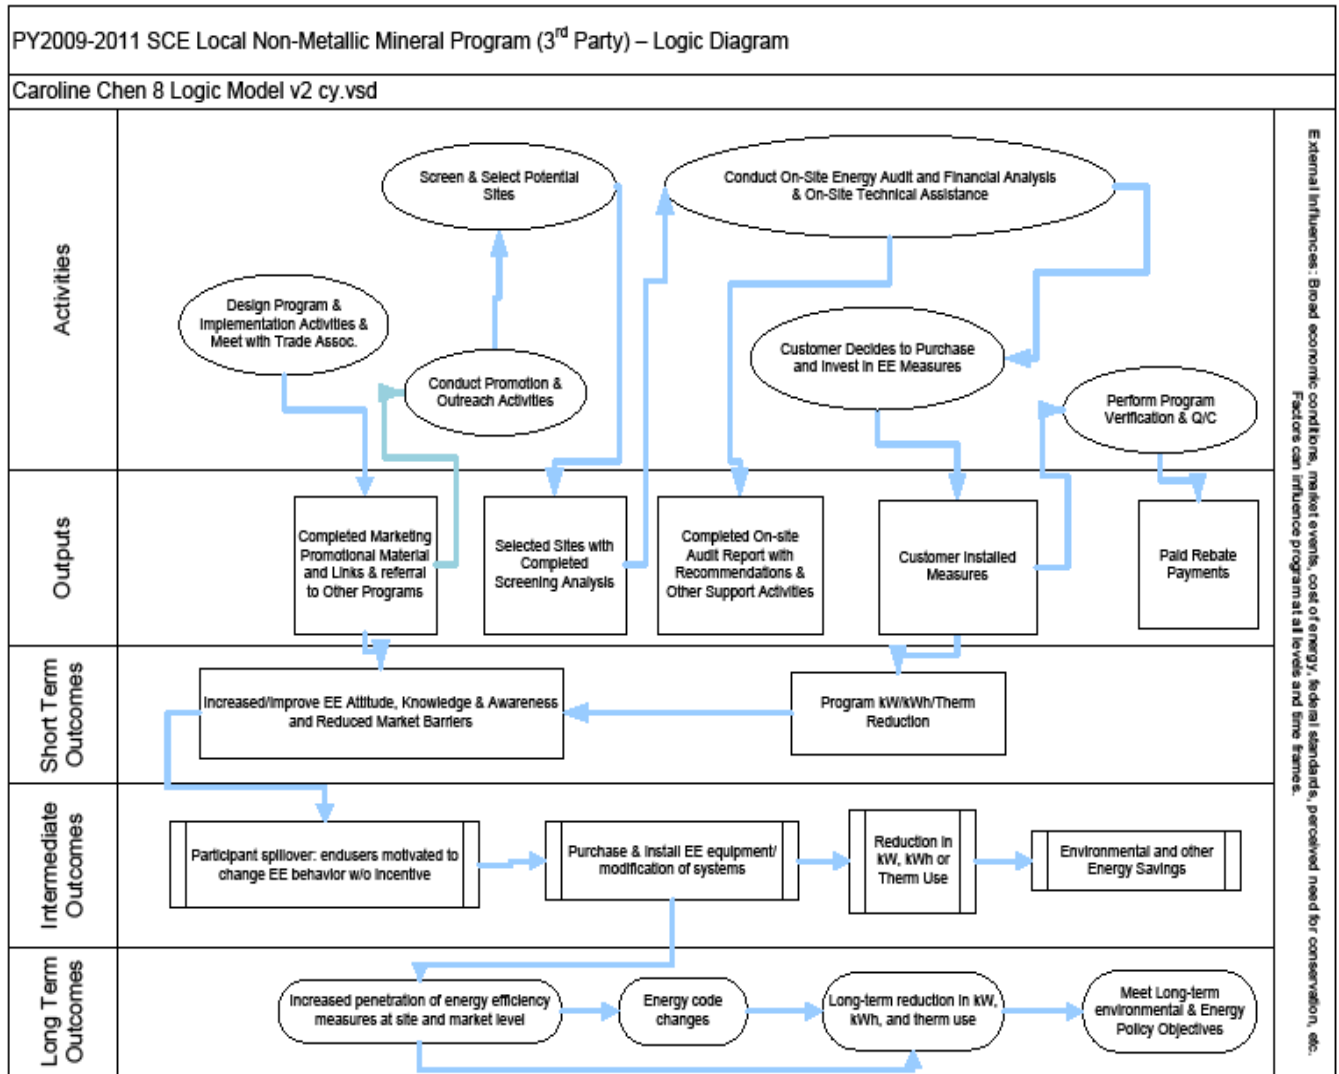 PY2009-2011 SCE Local Non-Metallic Mineral Program (3rd Party) – Logic Diagram
Caroline Chen 8 Logic Model v2 cy.vsd
Activities
Screen & Select Potential
Sites
Conduct On-Site Energy Audit and Financial Analysis
& On-Site Technical Assistance
Design Program &
Implementation Activities &
Meet with Trade Assoc.
Conduct Promotion &
Outreach Activities
Customer Decides to Purchase
and Invest in EE Measures
Perform Program
Verification & Q/C
Outputs
Completed Marketing
Promotional Material
and Links & referral
to Other Programs
Selected Sites with
Completed
Screening Analysis
Completed On-site
Audit Report with
Recommendations &
Other Support Activities
Customer Installed
Measures
Paid Rebate
Payments
Short Term
Outcomes
Increased/Improve EE Attitude, Knowledge & Awareness
and Reduced Market Barriers
Program kW/kWh/Therm
Reduction
Intermediate
Outcomes
Participant spillover: endusers motivated to
change EE behavior w/o Incentive
Purchase & Install EE equipment/
modification of systems
Reduction in
kW, kWh or
Therm Use
Environmental and other
Energy Savings
Long Term
Outcomes
Increased penetration of energy efficiency
measures at site and market level
Energy code
changes
Long-term reduction in kW,
kWh, and therm use
Meet Long-term
environmental & Energy
Policy Objectives
External Influences: Broad economic conditions, market events, cost of energy, federal standards, perceived need for conservation, etc.
Factors can influence program at all levels and time frames.